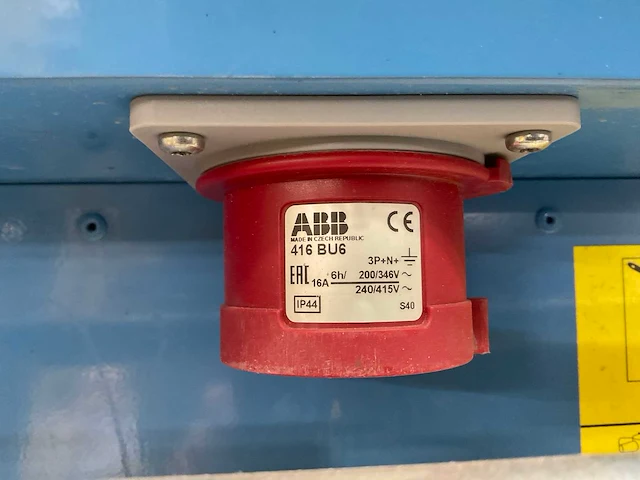 ABB CE
MADE IN CZECH REPUBLIC
416 BU6
3P+N+⏚
EAC 16A 6h/ 200/346V ~
240/415V ~
IP44 S40